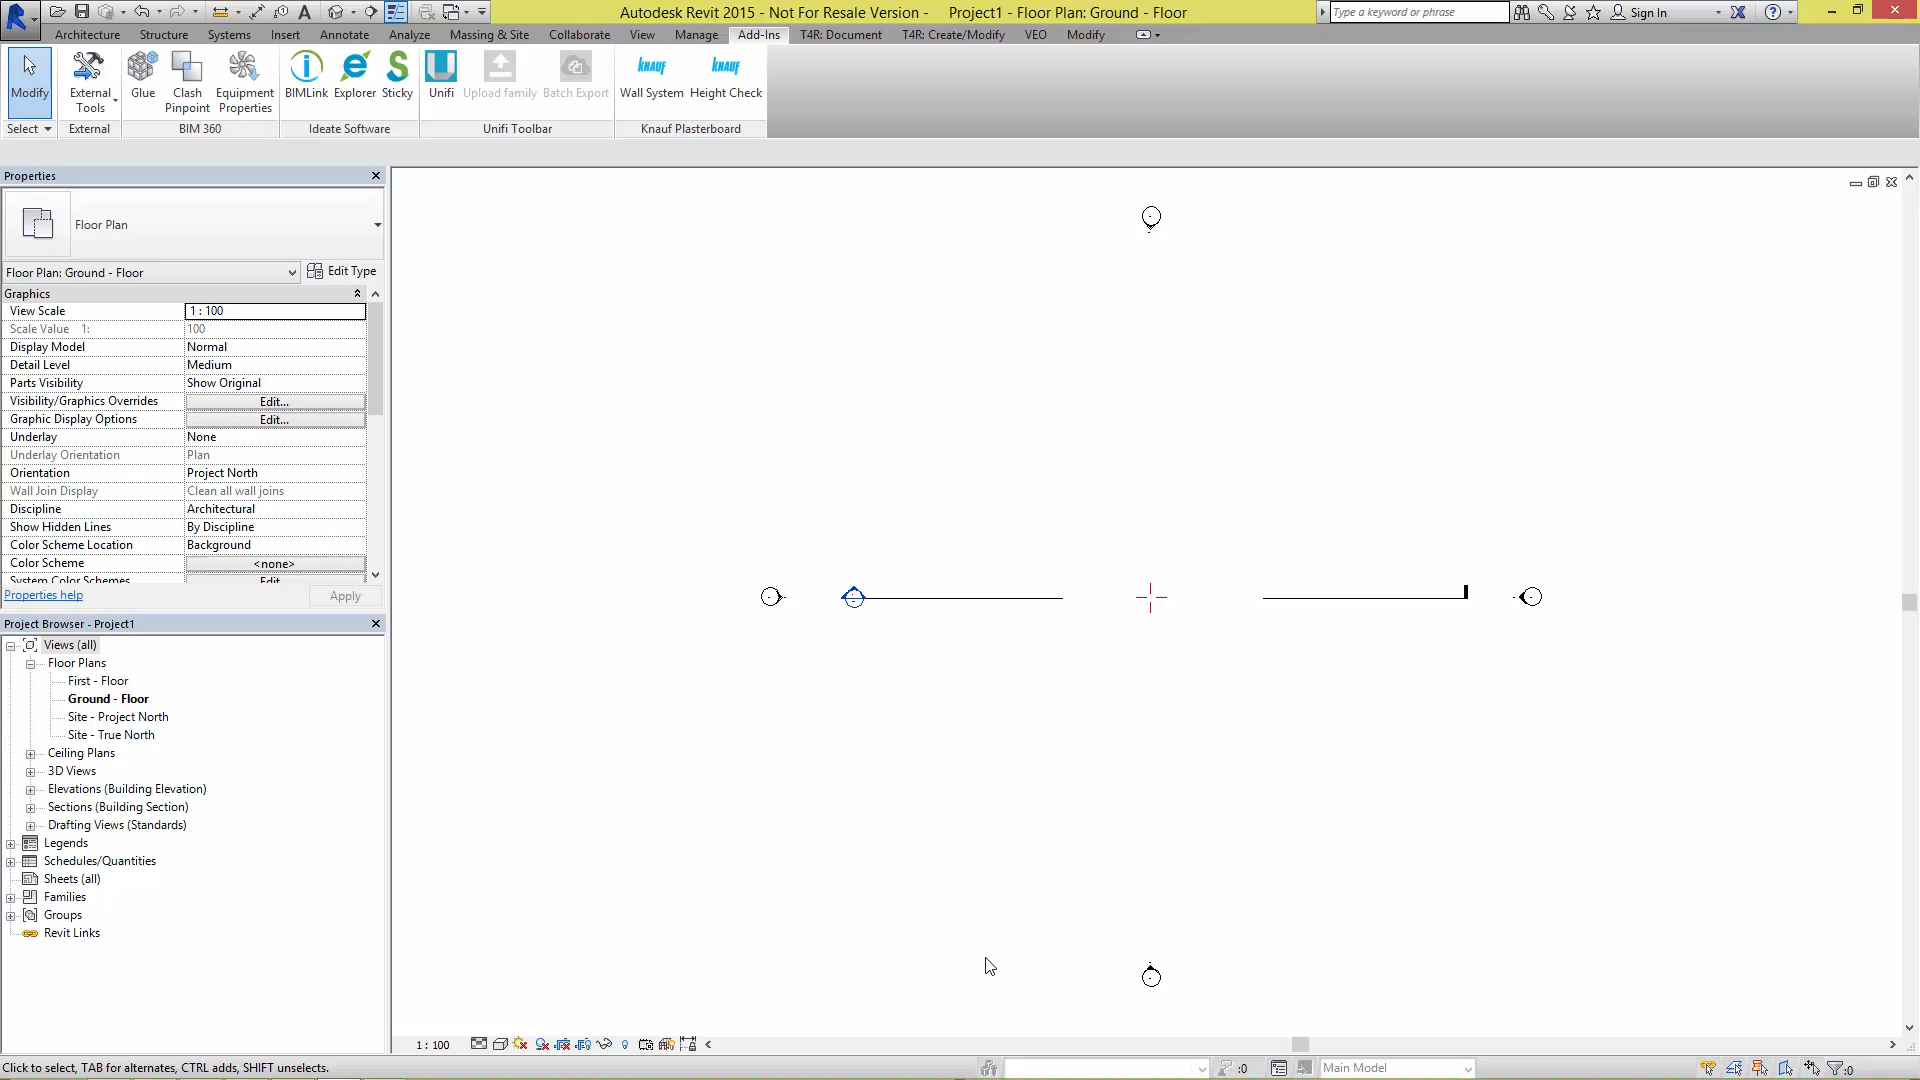 Autodesk Revit 2015 - Not For Resale Version - Project1 - Floor Plan: Ground - Floor
Type a keyword or phrase
Sign In
Architecture Structure Systems Insert Annotate Analyze Massing & Site Collaborate View Manage Add-Ins T4R: Document T4R: Create/Modify VEO Modify
KNAUF KNAUF
Modify External Tools Glue Clash Pinpoint Equipment Properties BIMLink Explorer Sticky Unifi Upload family Batch Export Wall System Height Check
Select External BIM 360 Ideate Software Unifi Toolbar Knauf Plasterboard
Properties
Floor Plan
Floor Plan: Ground - Floor Edit Type
Graphics
View Scale 1 : 100
Scale Value 1: 100
Display Model Normal
Detail Level Medium
Parts Visibility Show Original
Visibility/Graphics Overrides Edit...
Graphic Display Options Edit...
Underlay None
Underlay Orientation Plan
Orientation Project North
Wall Join Display Clean all wall joins
Discipline Architectural
Show Hidden Lines By Discipline
Color Scheme Location Background
Color Scheme <none>
System Color Schemes Edit
Properties help Apply
Project Browser - Project1
Views (all)
Floor Plans
First - Floor
Ground - Floor
Site - Project North
Site - True North
Ceiling Plans
3D Views
Elevations (Building Elevation)
Sections (Building Section)
Drafting Views (Standards)
Legends
Schedules/Quantities
Sheets (all)
Families
Groups
Revit Links
1 : 100
Click to select, TAB for alternates, CTRL adds, SHIFT unselects.
:0
Main Model
:0